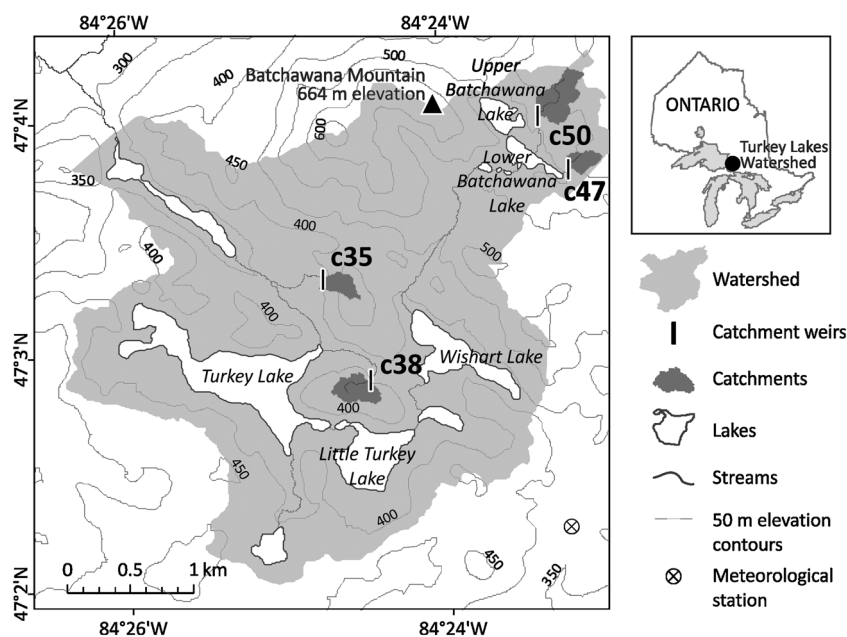 84°26'W
84°24'W
47°4'N
47°3'N
47°2'N
300
400
500
600
450
350
Batchawana Mountain
664 m elevation
Upper
Batchawana
Lake
c50
Lower
Batchawana
Lake
c47
400
400
500
c35
400
c38
Turkey Lake
Wishart Lake
400
Little Turkey
Lake
450
400
450
350
0 0.5 1 km
84°26'W
84°24'W
ONTARIO
Turkey Lakes
Watershed
Watershed
Catchment weirs
Catchments
Lakes
Streams
50 m elevation
contours
Meteorological
station